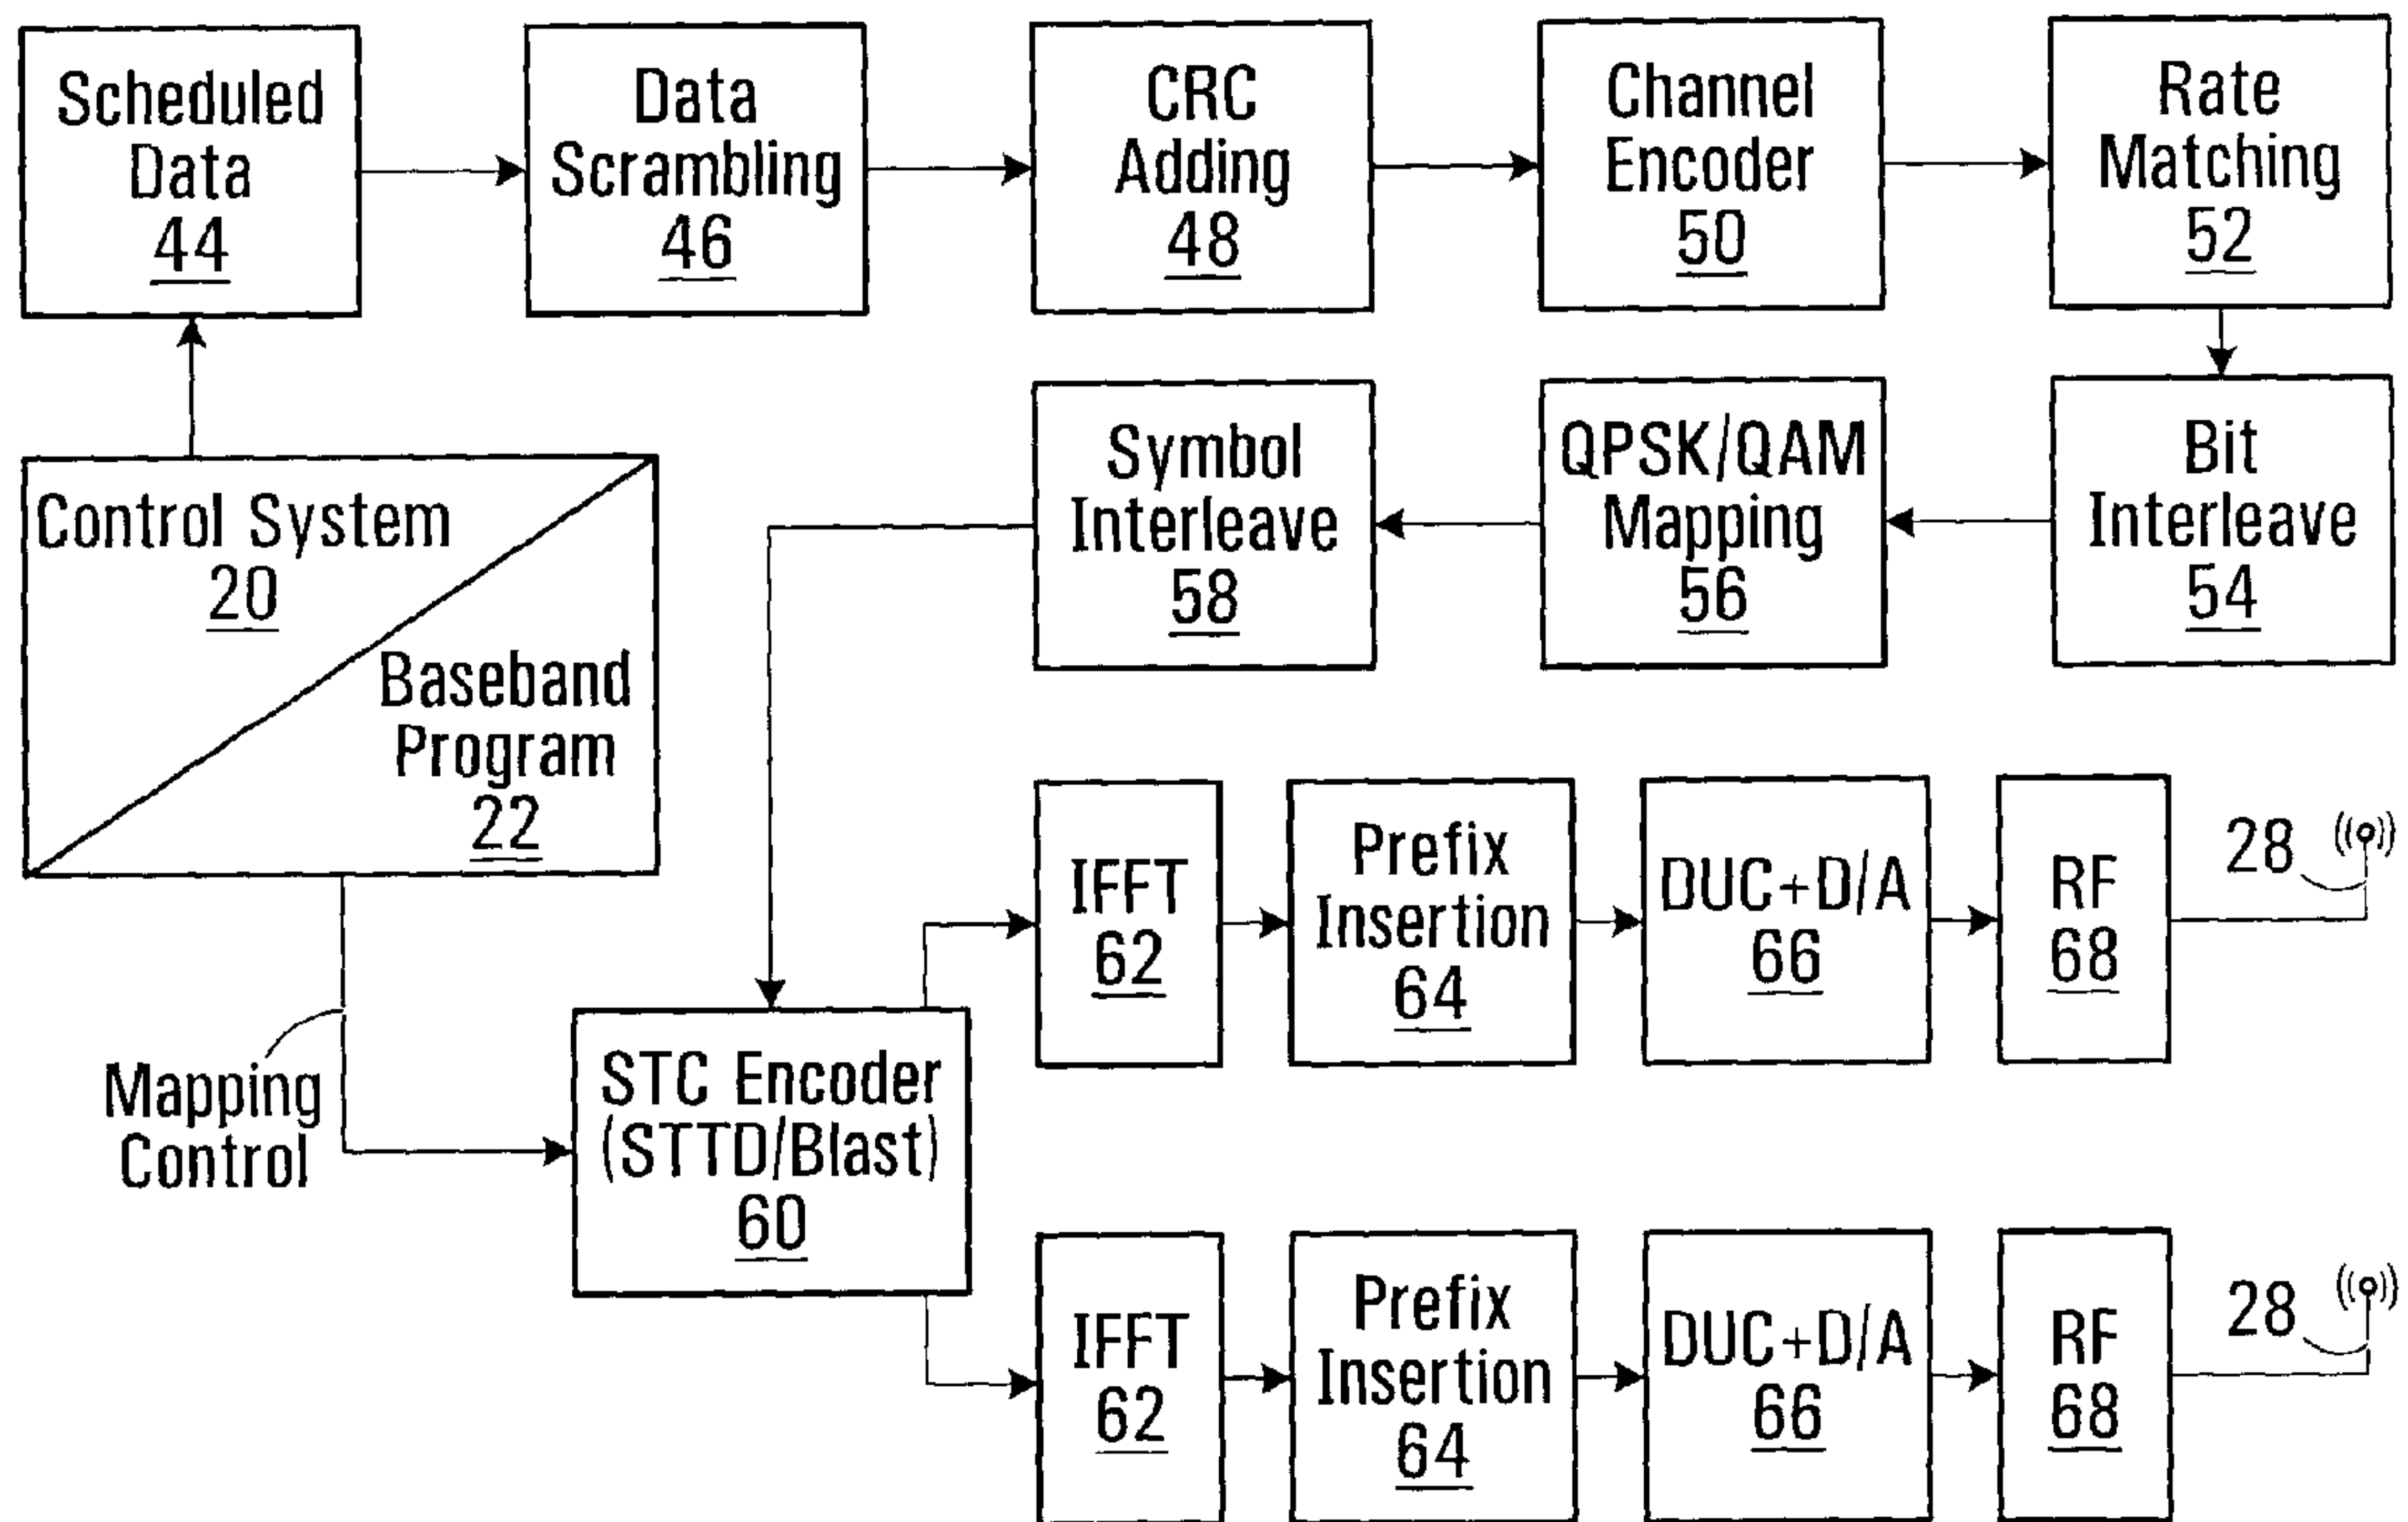 Scheduled
Data
44
Data
Scrambling
46
CRC
Adding
48
Channel
Encoder
50
Rate
Matching
52
Control System
20
Baseband
Program
22
Symbol
Interleave
58
QPSK/QAM
Mapping
56
Bit
Interleave
54
Mapping
Control
STC Encoder
(STTD/Blast)
60
IFFT
62
Prefix
Insertion
64
DUC+D/A
66
RF
68
28
IFFT
62
Prefix
Insertion
64
DUC+D/A
66
RF
68
28